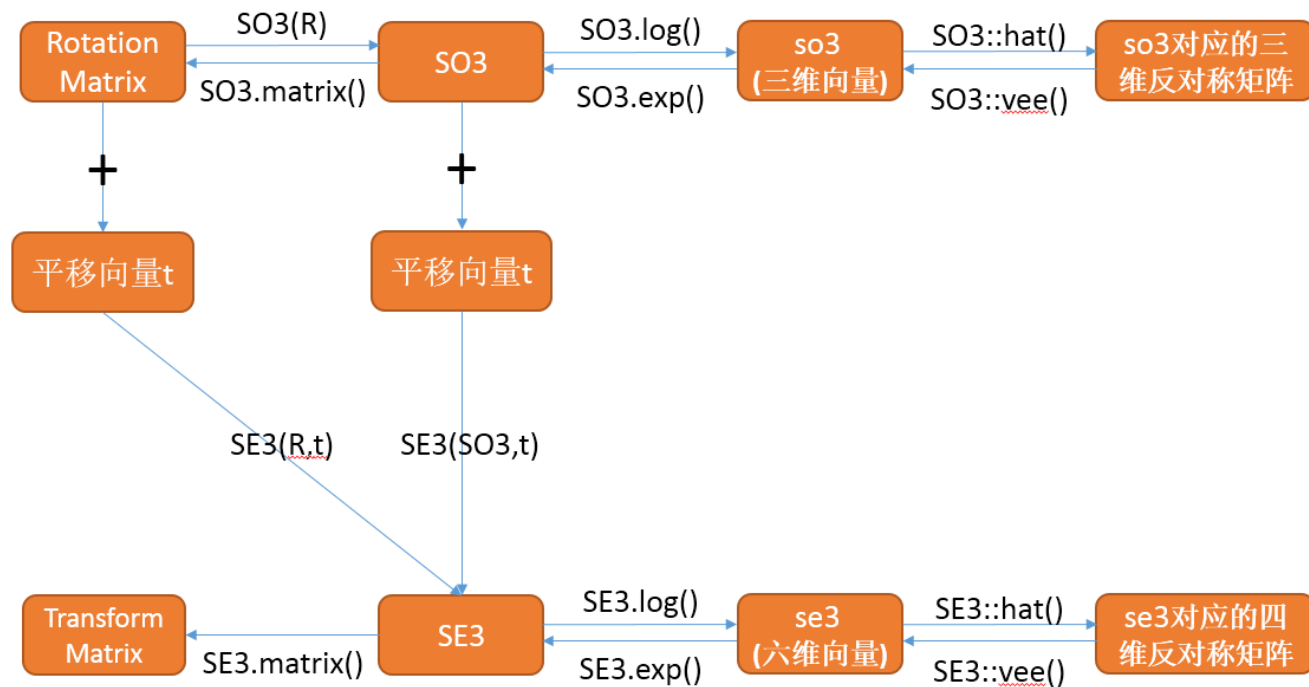 SO3(R)
Rotation
Matrix
SO3.matrix()
SO3
SO3.log()
SO3.exp()
so3
(三维向量)
SO3::hat()
SO3::vee()
so3对应的三
维反对称矩阵
+
+
平移向量t
平移向量t
SE3(R,t)
SE3(SO3,t)
Transform
Matrix
SE3.matrix()
SE3
SE3.log()
SE3.exp()
se3
(六维向量)
SE3::hat()
SE3::vee()
se3对应的四
维反对称矩阵